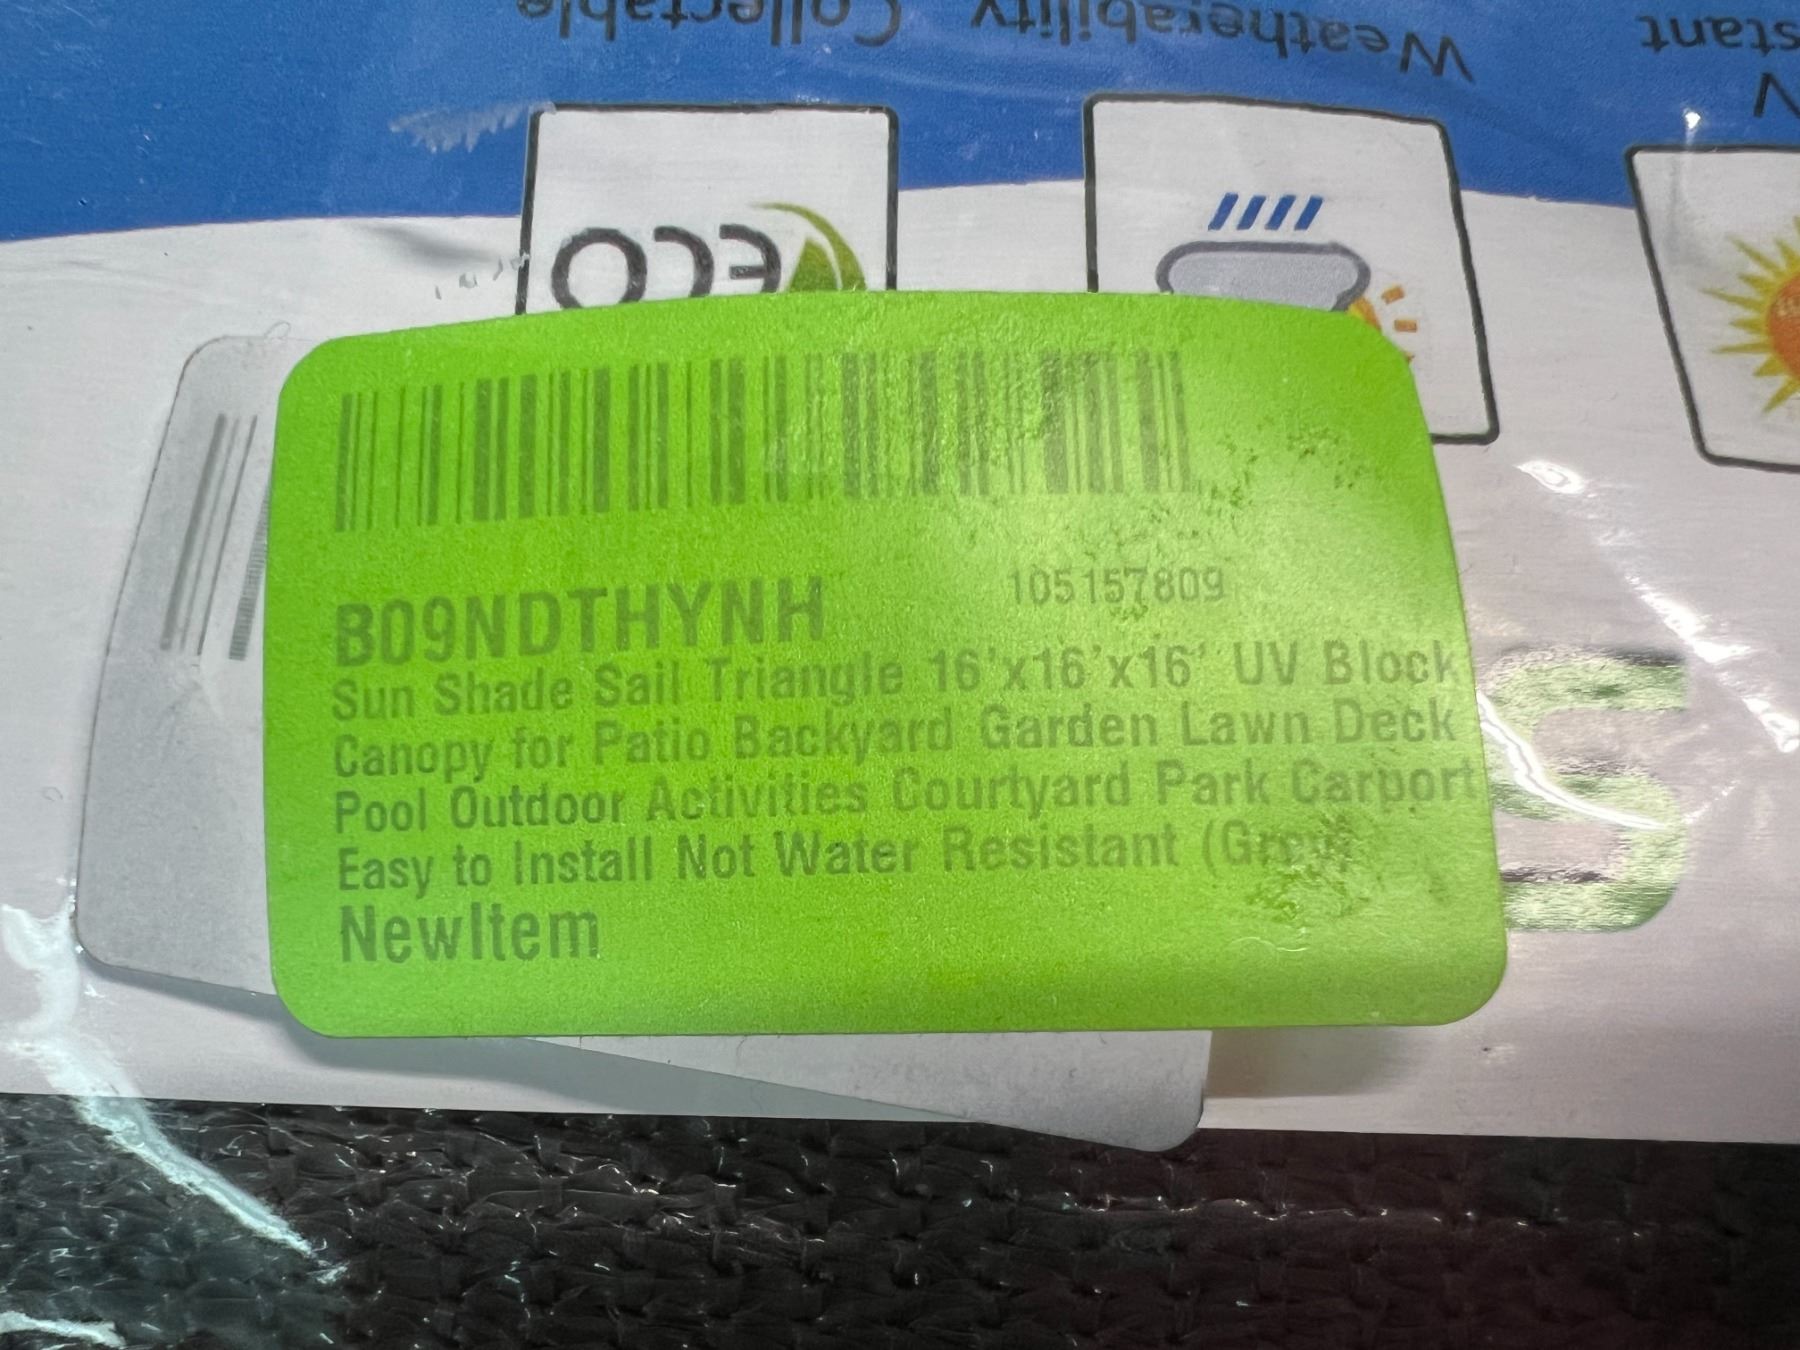 Collectable
Weatherability
stant
ECO
B09NDTHYNH
105157809
Sun Shade Sail Triangle 16'x16'x16' UV Block
Canopy for Patio Backyard Garden Lawn Deck
Pool Outdoor Activities Courtyard Park Carport
Easy to Install Not Water Resistant
NewItem
S